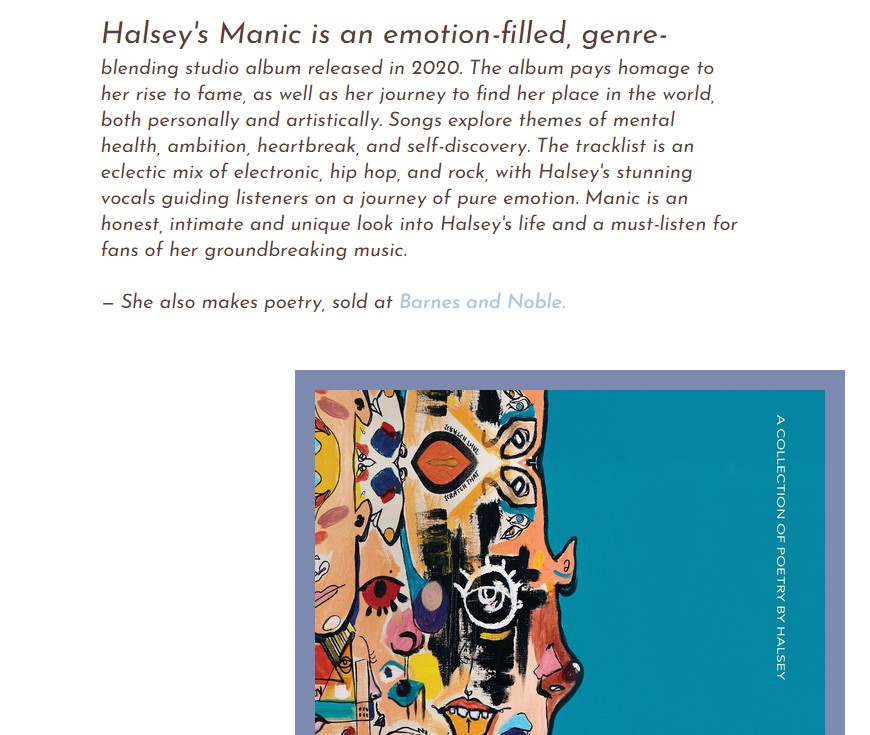 Halsey's Manic is an emotion-filled, genre-
blending studio album released in 2020. The album pays homage to
her rise to fame, as well as her journey to find her place in the world,
both personally and artistically. Songs explore themes of mental
health, ambition, heartbreak, and self-discovery. The tracklist is an
eclectic mix of electronic, hip hop, and rock, with Halsey's stunning
vocals guiding listeners on a journey of pure emotion. Manic is an
honest, intimate and unique look into Halsey's life and a must-listen for
fans of her groundbreaking music.
— She also makes poetry, sold at Barnes and Noble.
A COLLECTION OF POETRY BY HALSEY
SCRATCH THAT